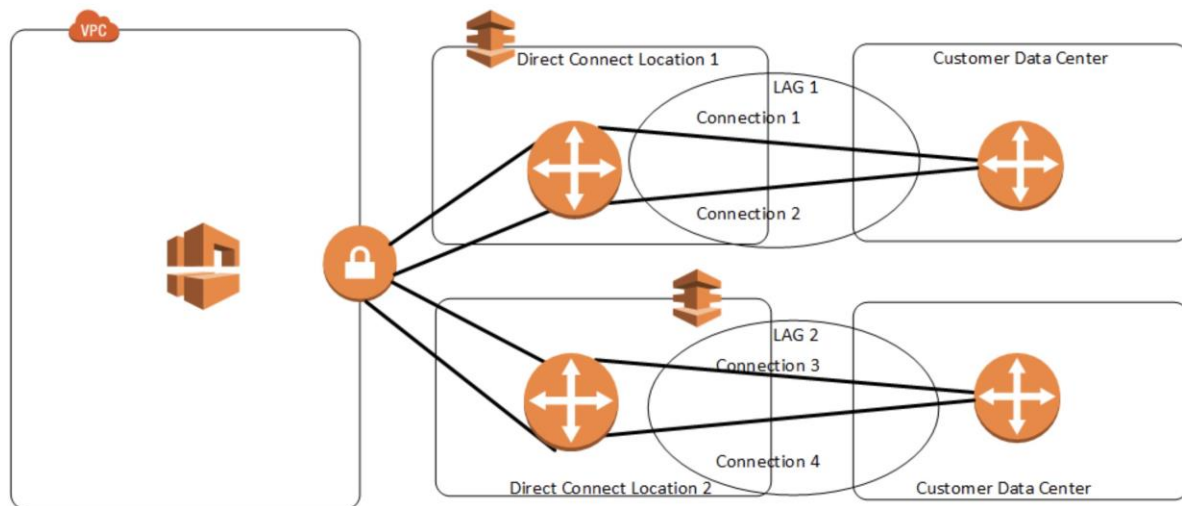 VPC
Direct Connect Location 1
Customer Data Center
LAG 1
Connection 1
Connection 2
LAG 2
Connection 3
Connection 4
Direct Connect Location 2
Customer Data Center